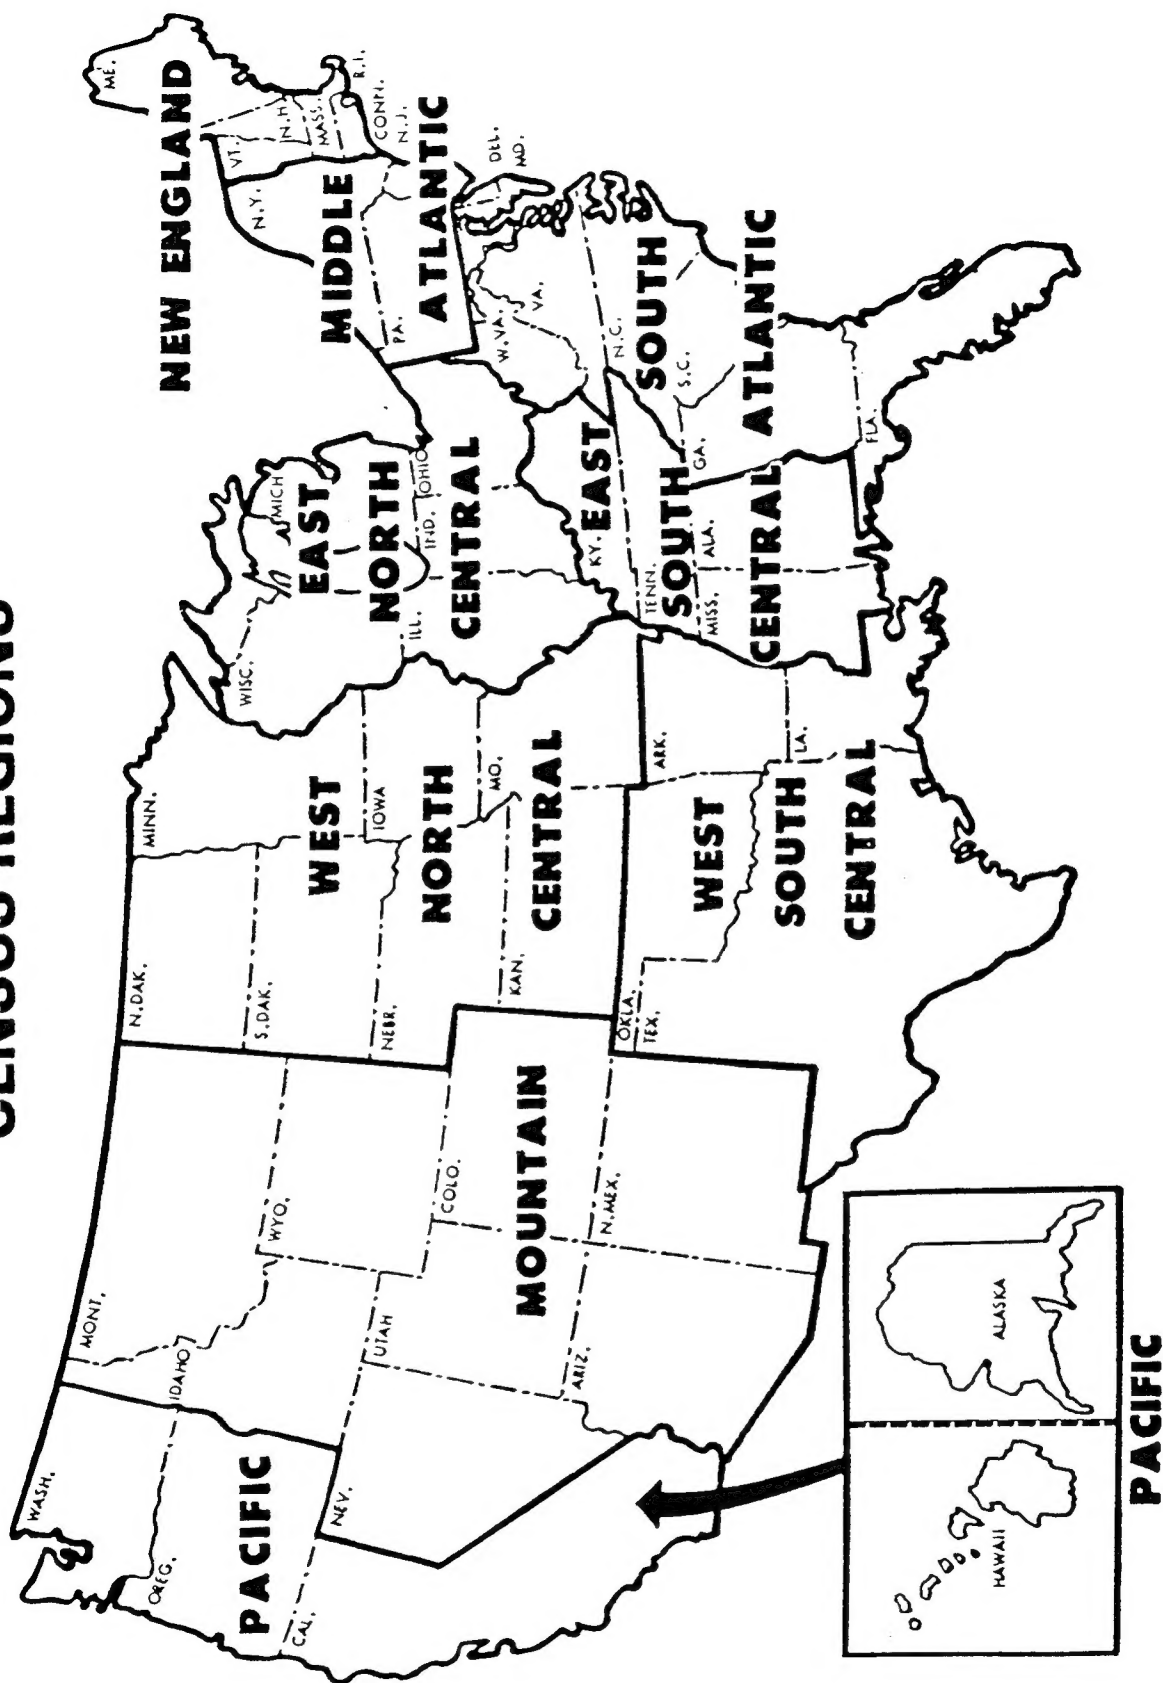 CENSUS REGIONS
NEW ENGLAND
ME.
VT.
N.H.
MASS.
R.I.
CONN.
MIDDLE
ATLANTIC
N.Y.
N.J.
PA.
DEL.
MD.
EAST
NORTH
CENTRAL
WISC.
MICH
ILL.
IND.
OHIO
WEST
NORTH
CENTRAL
N.DAK.
MINN.
S.DAK.
NEBR.
IOWA
KAN.
MO.
SOUTH
ATLANTIC
W.VA.
VA.
N.C.
S.C.
GA.
FLA.
EAST
SOUTH
CENTRAL
KY.
TENN.
MISS.
ALA.
WEST
SOUTH
CENTRAL
OKLA.
TEX.
ARK.
LA.
MOUNTAIN
MONT.
IDAHO
WYO.
NEV.
UTAH
COLO.
ARIZ.
N.MEX.
PACIFIC
WASH.
OREG.
CAL.
HAWAII
ALASKA
PACIFIC